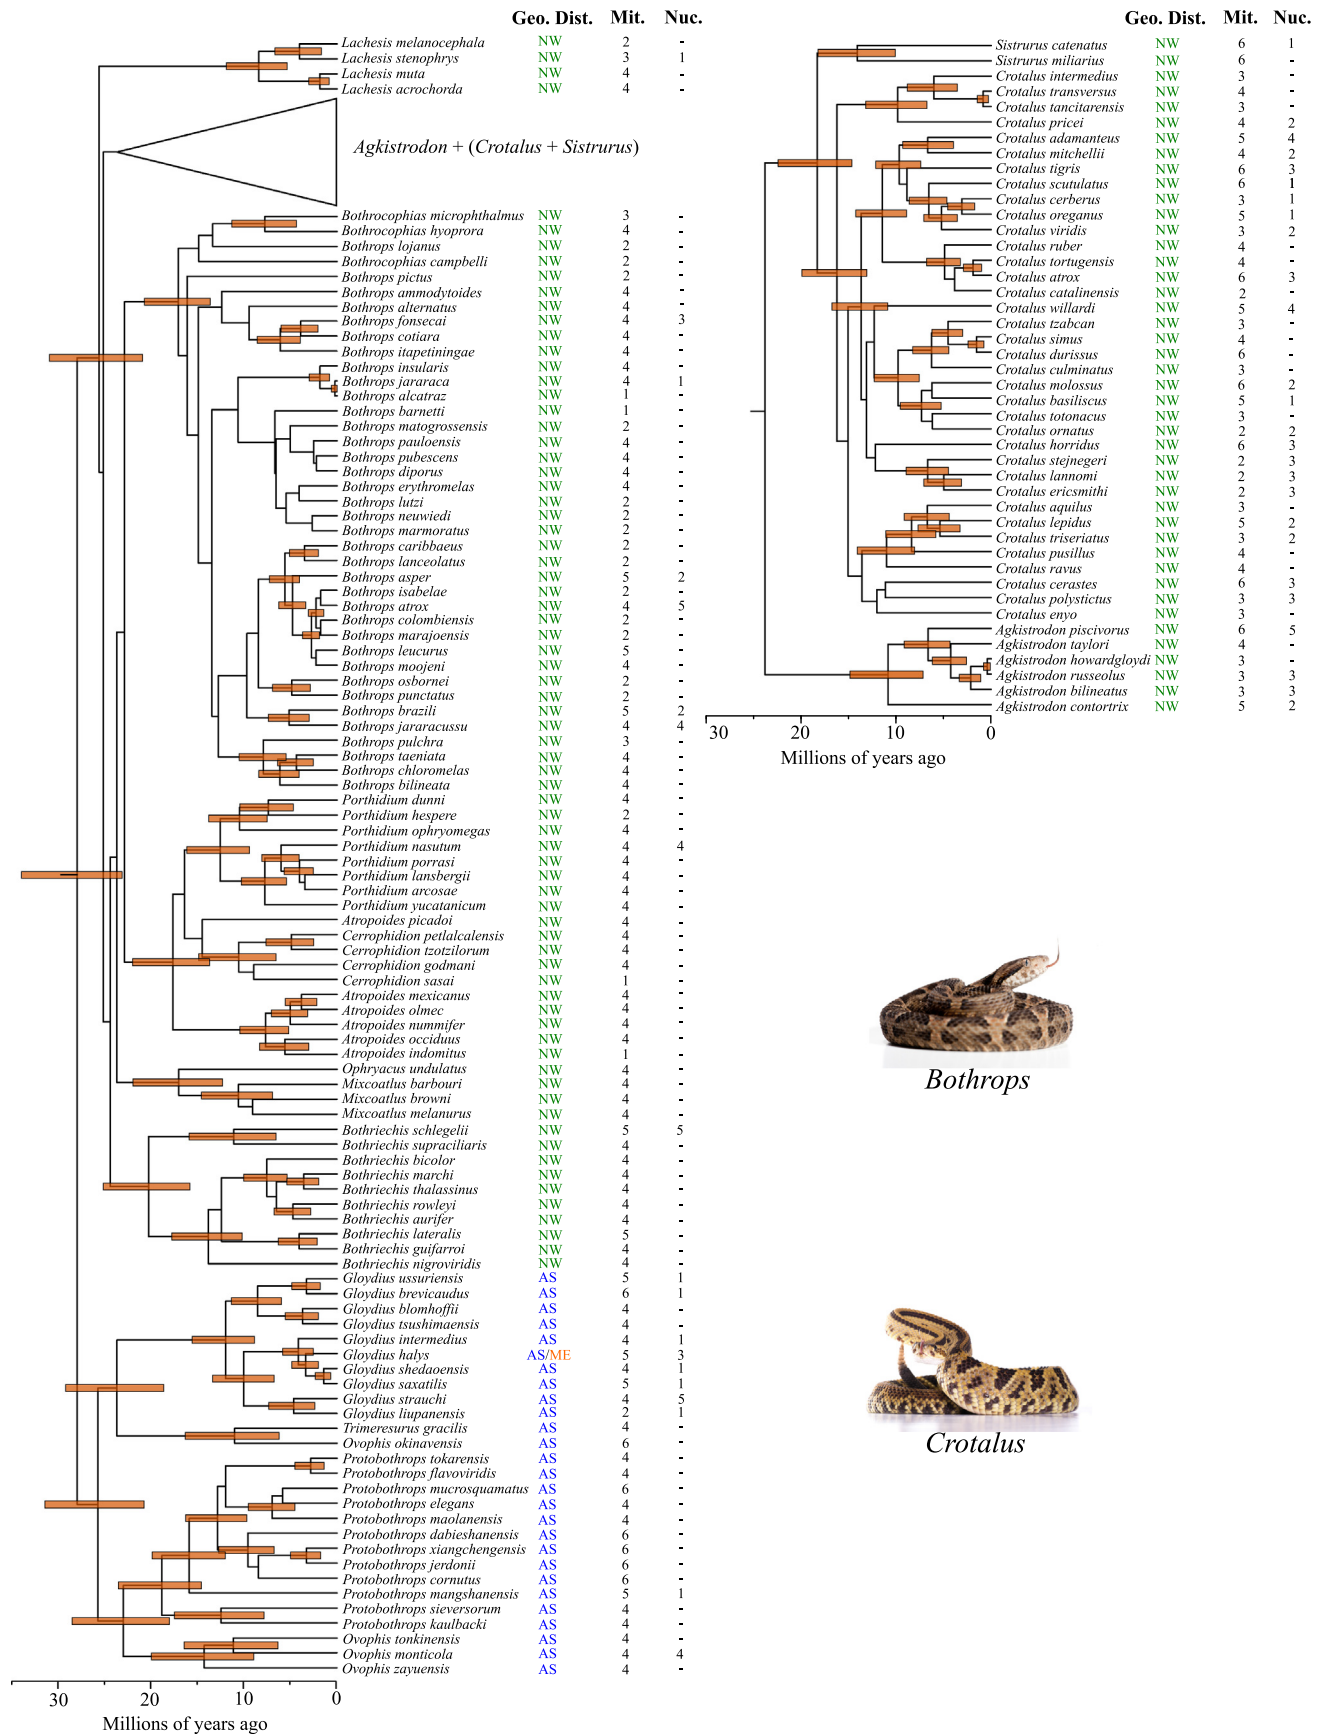 Geo. Dist. Mit. Nuc.
Lachesis melanocephala NW 2 -
Lachesis stenophrys NW 3 1
Lachesis muta NW 4 -
Lachesis acrochorda NW 4 -
Agkistrodon + (Crotalus + Sistrurus)
Bothrocophias microphthalmus NW 3 -
Bothrocophias hyoprora NW 4 -
Bothrops lojanus NW 2 -
Bothrocophias campbelli NW 2 -
Bothrops pictus NW 2 -
Bothrops ammodytoides NW 4 -
Bothrops alternatus NW 4 -
Bothrops fonsecai NW 4 3
Bothrops cotiara NW 4 -
Bothrops itapetiningae NW 4 -
Bothrops insularis NW 4 -
Bothrops jararaca NW 4 1
Bothrops alcatraz NW 1 -
Bothrops barnetti NW 1 -
Bothrops matogrossensis NW 2 -
Bothrops pauloensis NW 4 -
Bothrops pubescens NW 4 -
Bothrops diporus NW 4 -
Bothrops erythromelas NW 4 -
Bothrops lutzi NW 2 -
Bothrops neuwiedi NW 2 -
Bothrops marmoratus NW 2 -
Bothrops caribbaeus NW 2 -
Bothrops lanceolatus NW 2 -
Bothrops asper NW 5 2
Bothrops isabelae NW 2 -
Bothrops atrox NW 4 5
Bothrops colombiensis NW 2 -
Bothrops marajoensis NW 2 -
Bothrops leucurus NW 5 -
Bothrops moojeni NW 4 -
Bothrops osbornei NW 2 -
Bothrops punctatus NW 2 -
Bothrops brazili NW 5 2
Bothrops jararacussu NW 4 4
Bothrops pulchra NW 3 -
Bothrops taeniata NW 4 -
Bothrops chloromelas NW 4 -
Bothrops bilineata NW 4 -
Porthidium dunni NW 4 -
Porthidium hespere NW 2 -
Porthidium ophryomegas NW 4 -
Porthidium nasutum NW 4 4
Porthidium porrasi NW 4 -
Porthidium lansbergii NW 4 -
Porthidium arcosae NW 4 -
Porthidium yucatanicum NW 4 -
Atropoides picadoi NW 4 -
Cerrophidion petlalcalensis NW 4 -
Cerrophidion tzotzilorum NW 4 -
Cerrophidion godmani NW 4 -
Cerrophidion sasai NW 1 -
Atropoides mexicanus NW 4 -
Atropoides olmec NW 4 -
Atropoides nummifer NW 4 -
Atropoides occiduus NW 4 -
Atropoides indomitus NW 1 -
Ophryacus undulatus NW 4 -
Mixcoatlus barbouri NW 4 -
Mixcoatlus browni NW 4 -
Mixcoatlus melanurus NW 4 -
Bothriechis schlegelii NW 5 5
Bothriechis supraciliaris NW 4 -
Bothriechis bicolor NW 4 -
Bothriechis marchi NW 4 -
Bothriechis thalassinus NW 4 -
Bothriechis rowleyi NW 4 -
Bothriechis aurifer NW 4 -
Bothriechis lateralis NW 5 -
Bothriechis guifarroi NW 4 -
Bothriechis nigroviridis NW 4 -
Gloydius ussuriensis AS 5 1
Gloydius brevicaudus AS 6 1
Gloydius blomhoffii AS 4 -
Gloydius tsushimaensis AS 4 -
Gloydius intermedius AS 4 1
Gloydius halys AS/ME 5 3
Gloydius shedaoensis AS 4 1
Gloydius saxatilis AS 5 1
Gloydius strauchi AS 4 5
Gloydius liupanensis AS 2 1
Trimeresurus gracilis AS 4 -
Ovophis okinavensis AS 6 -
Protobothrops tokarensis AS 4 -
Protobothrops flavoviridis AS 4 -
Protobothrops mucrosquamatus AS 6 -
Protobothrops elegans AS 4 -
Protobothrops maolanensis AS 4 -
Protobothrops dabieshanensis AS 6 -
Protobothrops xiangchengensis AS 6 -
Protobothrops jerdonii AS 6 -
Protobothrops cornutus AS 6 -
Protobothrops mangshanensis AS 5 1
Protobothrops sieversorum AS 4 -
Protobothrops kaulbacki AS 4 -
Ovophis tonkinensis AS 4 -
Ovophis monticola AS 4 4
Ovophis zayuensis AS 4 -
30 20 10 0
Millions of years ago
Geo. Dist. Mit. Nuc.
Sistrurus catenatus NW 6 1
Sistrurus miliarius NW 6 -
Crotalus intermedius NW 3 -
Crotalus transversus NW 4 -
Crotalus tancitarensis NW 3 -
Crotalus pricei NW 4 2
Crotalus adamanteus NW 5 4
Crotalus mitchellii NW 4 2
Crotalus tigris NW 6 3
Crotalus scutulatus NW 6 1
Crotalus cerberus NW 3 1
Crotalus oreganus NW 5 1
Crotalus viridis NW 3 2
Crotalus ruber NW 4 -
Crotalus tortugensis NW 4 -
Crotalus atrox NW 6 3
Crotalus catalinensis NW 2 -
Crotalus willardi NW 5 4
Crotalus tzabcan NW 3 -
Crotalus simus NW 4 -
Crotalus durissus NW 6 -
Crotalus culminatus NW 3 -
Crotalus molossus NW 6 2
Crotalus basiliscus NW 5 1
Crotalus totonacus NW 3 -
Crotalus ornatus NW 2 2
Crotalus horridus NW 6 3
Crotalus stejnegeri NW 2 3
Crotalus lannomi NW 2 3
Crotalus ericsmithi NW 2 3
Crotalus aquilus NW 3 -
Crotalus lepidus NW 5 2
Crotalus triseriatus NW 3 2
Crotalus pusillus NW 4 -
Crotalus ravus NW 4 -
Crotalus cerastes NW 6 3
Crotalus polystictus NW 3 3
Crotalus enyo NW 3 -
Agkistrodon piscivorus NW 6 5
Agkistrodon taylori NW 4 -
Agkistrodon howardgloydi NW 3 -
Agkistrodon russeolus NW 3 3
Agkistrodon bilineatus NW 3 3
Agkistrodon contortrix NW 5 2
30 20 10 0
Millions of years ago
Bothrops
Crotalus